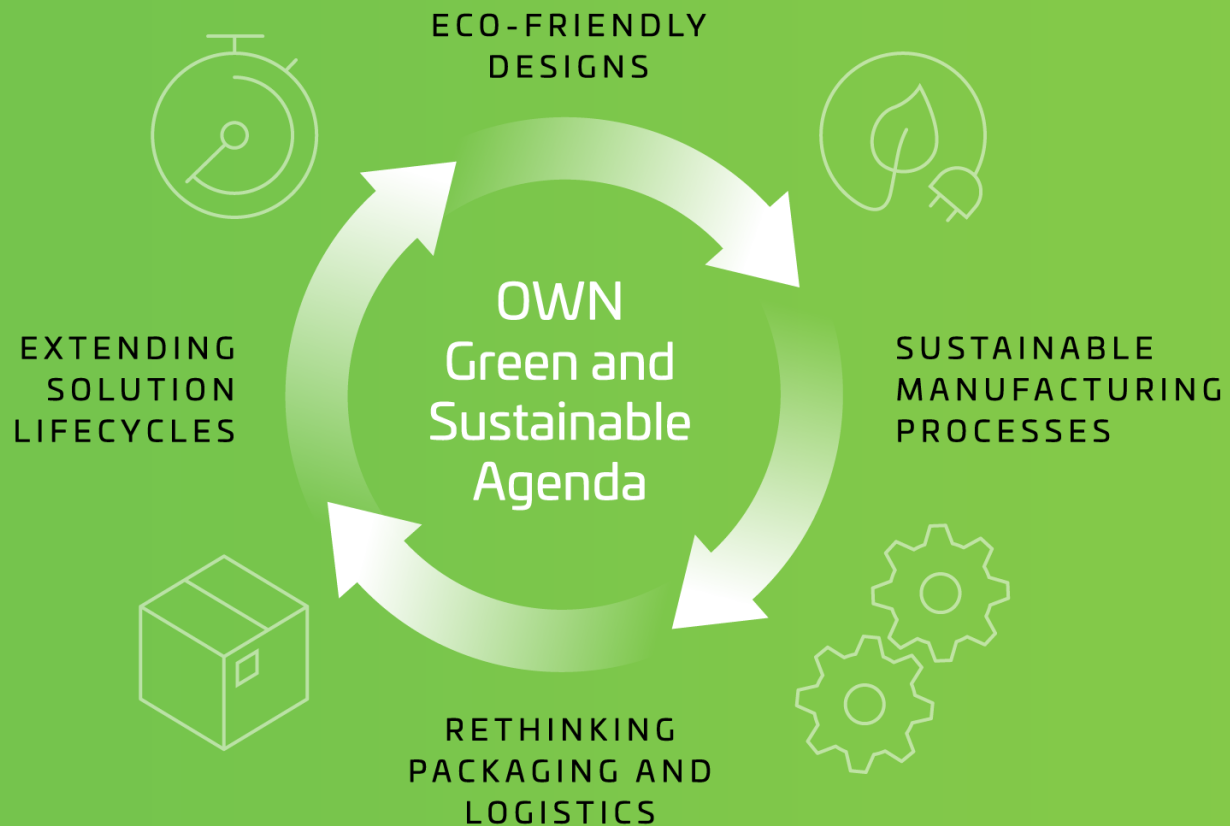 ECO-FRIENDLY
DESIGNS
OWN
Green and
Sustainable
Agenda
EXTENDING
SOLUTION
LIFECYCLES
SUSTAINABLE
MANUFACTURING
PROCESSES
RETHINKING
PACKAGING AND
LOGISTICS